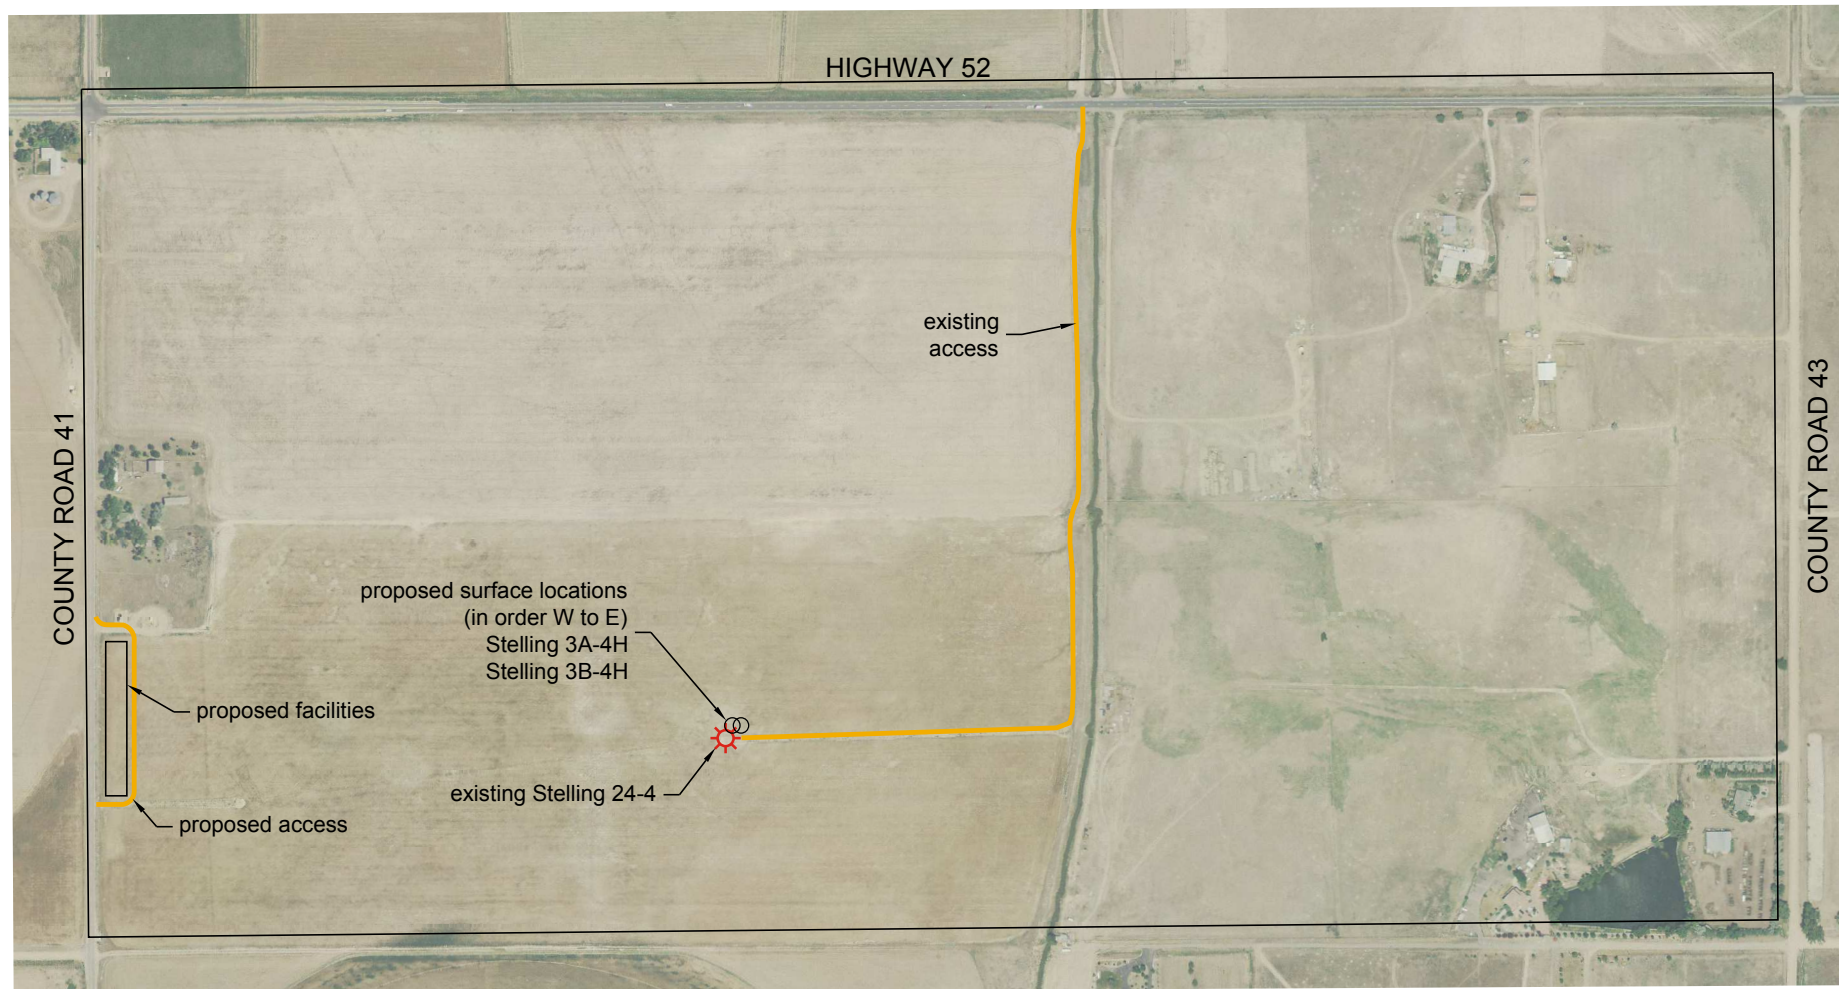 HIGHWAY 52
existing
access
COUNTY ROAD 41
COUNTY ROAD 43
proposed surface locations
(in order W to E)
Stelling 3A-4H
Stelling 3B-4H
proposed facilities
existing Stelling 24-4
proposed access